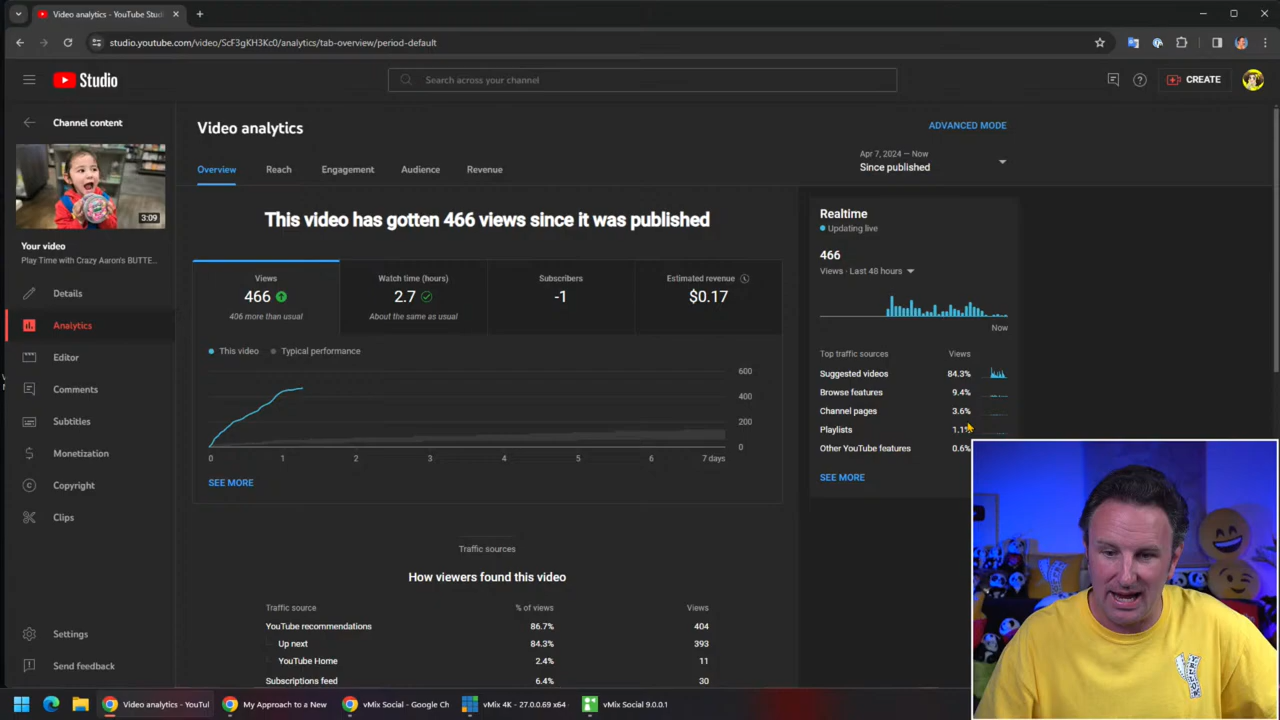 Video analytics - YouTube Stud
studio.youtube.com/video/ScF3gKH3Kc0/analytics/tab-overview/period-default
Studio
Search across your channel
CREATE
Channel content
3:09
Your video
Play Time with Crazy Aaron's BUTTE...
Details
Analytics
Editor
Comments
Subtitles
Monetization
Copyright
Clips
Settings
Send feedback
Video analytics
ADVANCED MODE
Overview
Reach
Engagement
Audience
Revenue
Apr 7, 2024 — Now
Since published
This video has gotten 466 views since it was published
Views
466
406 more than usual
Watch time (hours)
2.7
About the same as usual
Subscribers
-1
Estimated revenue
$0.17
This video
Typical performance
600
400
200
0
0
1
2
3
4
5
6
7 days
SEE MORE
Realtime
Updating live
466
Views · Last 48 hours
Now
Top traffic sources Views
Suggested videos 84.3%
Browse features 9.4%
Channel pages 3.6%
Playlists 1.1%
Other YouTube features 0.6%
SEE MORE
Traffic sources
How viewers found this video
Traffic source % of views Views
YouTube recommendations 86.7% 404
Up next 84.3% 393
YouTube Home 2.4% 11
Subscriptions feed 6.4% 30
Video analytics - YouTul
My Approach to a New
vMix Social - Google Ch
vMix 4K - 27.0.0.69 x64
vMix Social 9.0.0.1